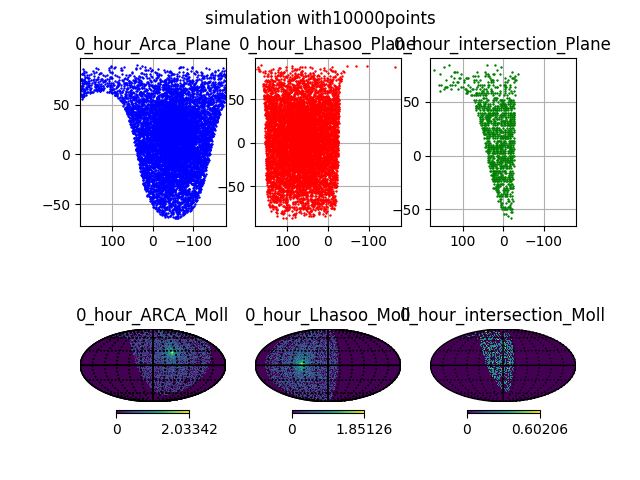 simulation with10000points
0_hour_Arca_Plane 0_hour_Lhasoo_Plane 0_hour_intersection_Plane
50 50 50
0 0 0
−50 −50 −50
100 0 −100 100 0 −100 100 0 −100
0_hour_ARCA_Moll 0_hour_Lhasoo_Moll 0_hour_intersection_Moll
0 2.03342 0 1.85126 0 0.60206